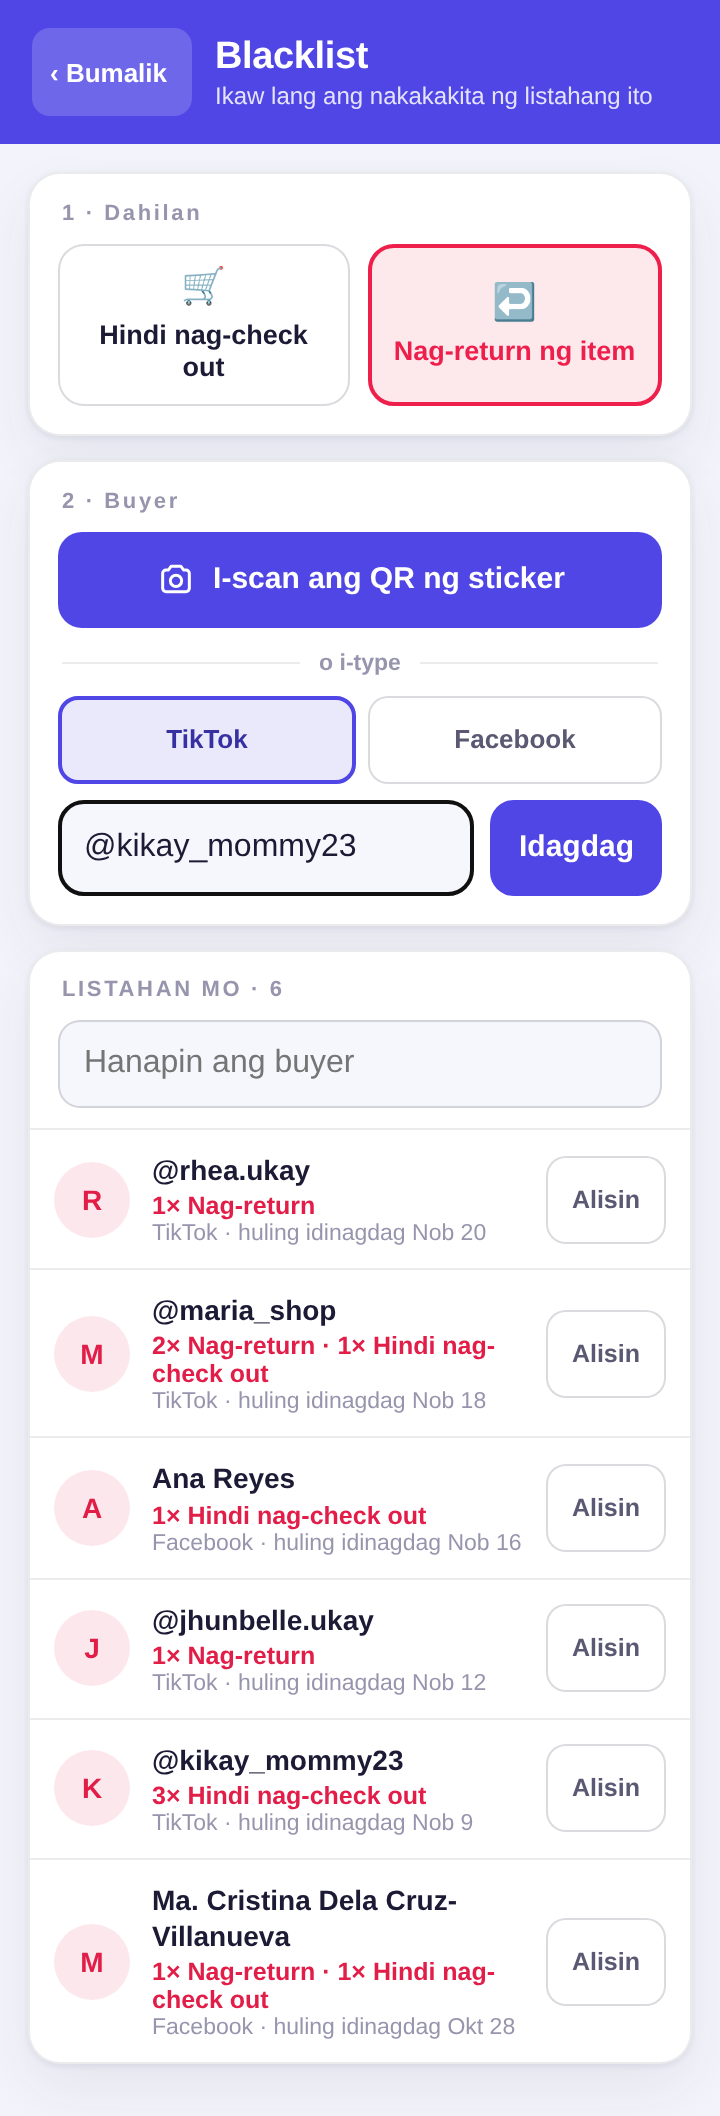 ‹ Bumalik
Blacklist
Ikaw lang ang nakakakita ng listahang ito
1 · Dahilan
Hindi nag-check
out
Nag-return ng item
2 · Buyer
I-scan ang QR ng sticker
o i-type
TikTok
Facebook
@kikay_mommy23
Idagdag
LISTAHAN MO · 6
Hanapin ang buyer
R
@rhea.ukay
1× Nag-return
TikTok · huling idinagdag Nob 20
Alisin
M
@maria_shop
2× Nag-return · 1× Hindi nag-
check out
TikTok · huling idinagdag Nob 18
Alisin
A
Ana Reyes
1× Hindi nag-check out
Facebook · huling idinagdag Nob 16
Alisin
J
@jhunbelle.ukay
1× Nag-return
TikTok · huling idinagdag Nob 12
Alisin
K
@kikay_mommy23
3× Hindi nag-check out
TikTok · huling idinagdag Nob 9
Alisin
M
Ma. Cristina Dela Cruz-
Villanueva
1× Nag-return · 1× Hindi nag-
check out
Facebook · huling idinagdag Okt 28
Alisin